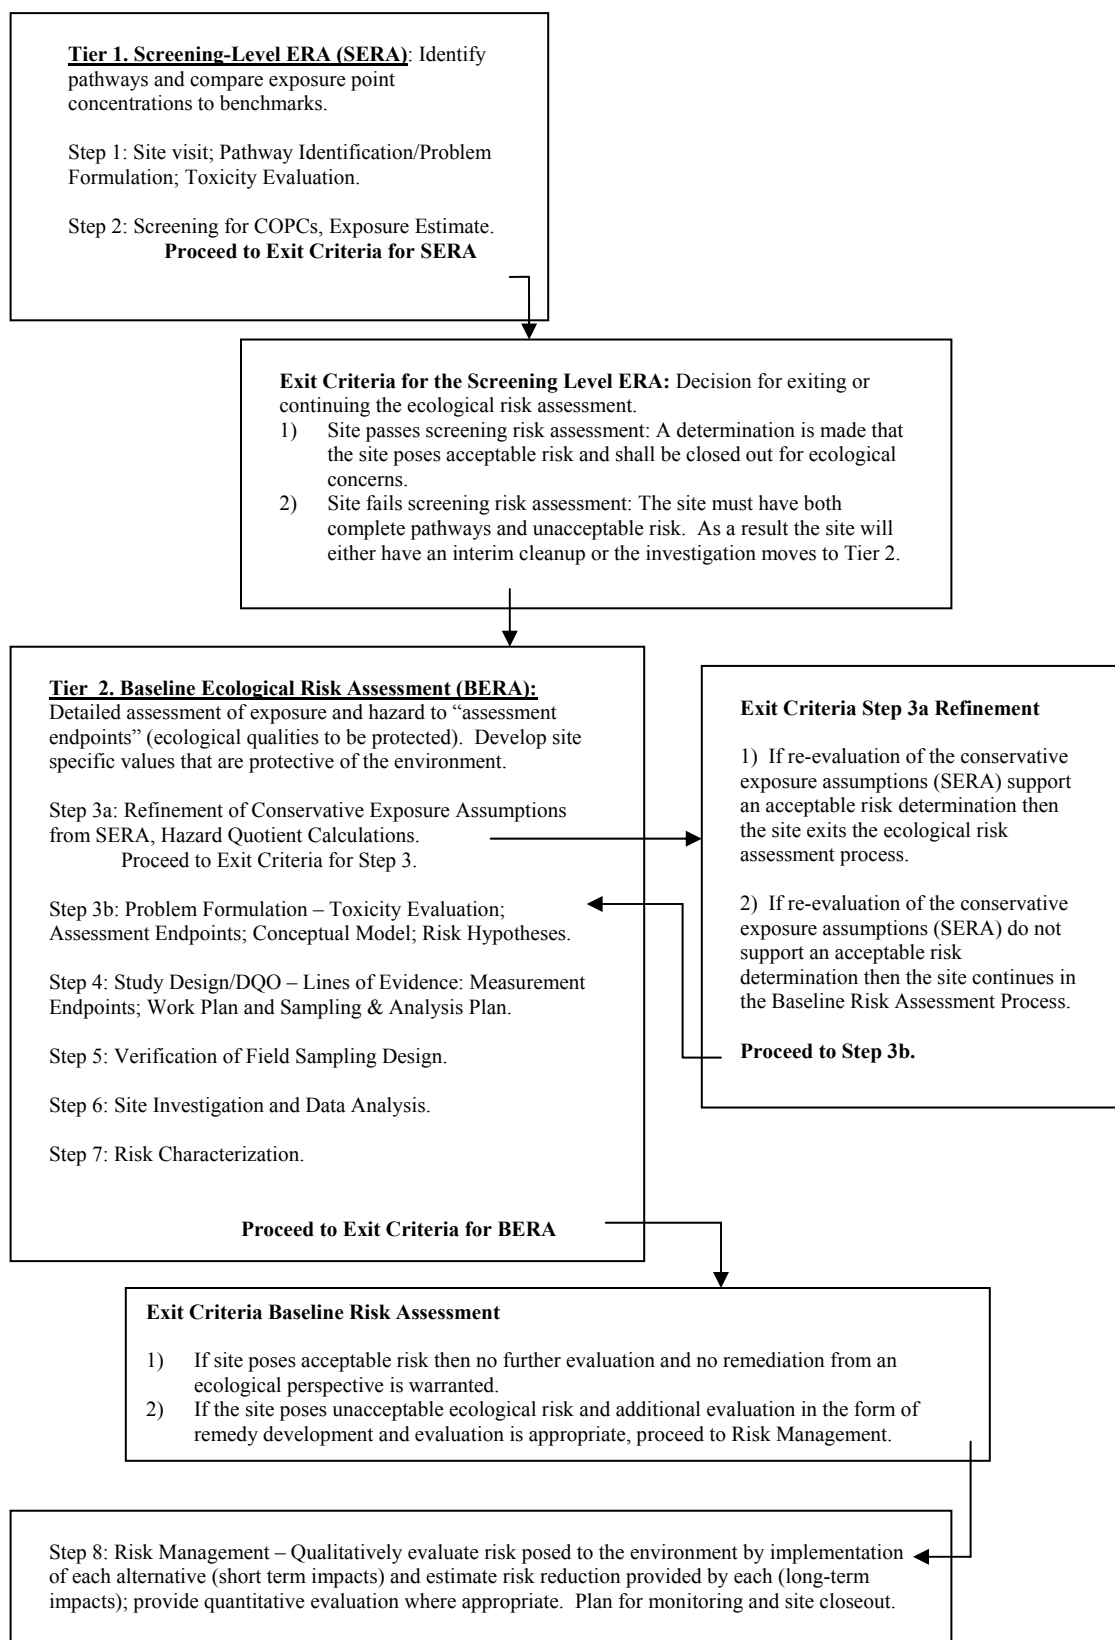 Tier 1. Screening-Level ERA (SERA): Identify
pathways and compare exposure point
concentrations to benchmarks.
Step 1: Site visit; Pathway Identification/Problem
Formulation; Toxicity Evaluation.
Step 2: Screening for COPCs, Exposure Estimate.
Proceed to Exit Criteria for SERA
Exit Criteria for the Screening Level ERA: Decision for exiting or
continuing the ecological risk assessment.
1) Site passes screening risk assessment: A determination is made that
the site poses acceptable risk and shall be closed out for ecological
concerns.
2) Site fails screening risk assessment: The site must have both
complete pathways and unacceptable risk. As a result the site will
either have an interim cleanup or the investigation moves to Tier 2.
Tier 2. Baseline Ecological Risk Assessment (BERA):
Detailed assessment of exposure and hazard to “assessment
endpoints” (ecological qualities to be protected). Develop site
specific values that are protective of the environment.
Step 3a: Refinement of Conservative Exposure Assumptions
from SERA, Hazard Quotient Calculations.
Proceed to Exit Criteria for Step 3.
Step 3b: Problem Formulation – Toxicity Evaluation;
Assessment Endpoints; Conceptual Model; Risk Hypotheses.
Step 4: Study Design/DQO – Lines of Evidence: Measurement
Endpoints; Work Plan and Sampling & Analysis Plan.
Step 5: Verification of Field Sampling Design.
Step 6: Site Investigation and Data Analysis.
Step 7: Risk Characterization.
Proceed to Exit Criteria for BERA
Exit Criteria Step 3a Refinement
1) If re-evaluation of the conservative
exposure assumptions (SERA) support
an acceptable risk determination then
the site exits the ecological risk
assessment process.
2) If re-evaluation of the conservative
exposure assumptions (SERA) do not
support an acceptable risk
determination then the site continues in
the Baseline Risk Assessment Process.
Proceed to Step 3b.
Exit Criteria Baseline Risk Assessment
1) If site poses acceptable risk then no further evaluation and no remediation from an
ecological perspective is warranted.
2) If the site poses unacceptable ecological risk and additional evaluation in the form of
remedy development and evaluation is appropriate, proceed to Risk Management.
Step 8: Risk Management – Qualitatively evaluate risk posed to the environment by implementation
of each alternative (short term impacts) and estimate risk reduction provided by each (long-term
impacts); provide quantitative evaluation where appropriate. Plan for monitoring and site closeout.